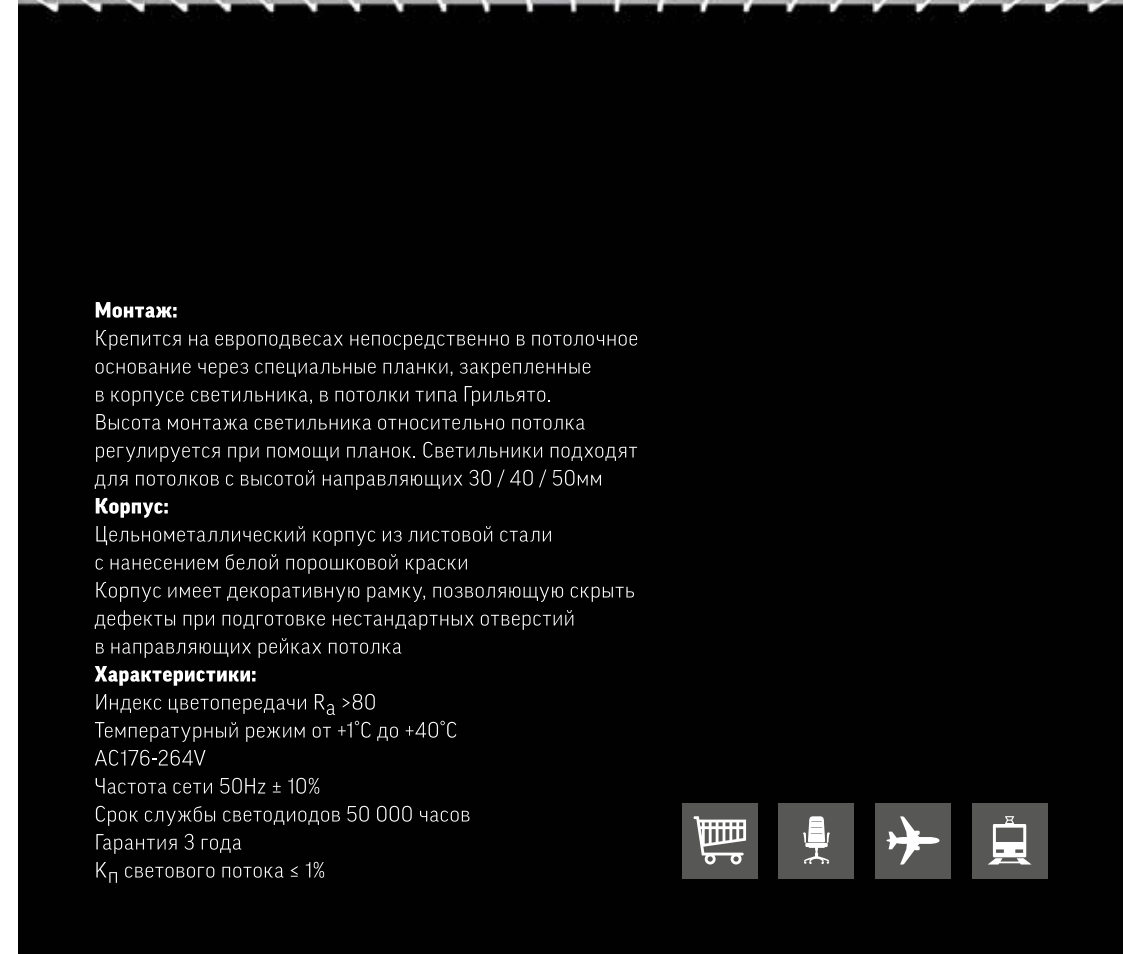 Монтаж:
Крепится на европодвесах непосредственно в потолочное
основание через специальные планки, закрепленные
в корпусе светильника, в потолки типа Грильято.
Высота монтажа светильника относительно потолка
регулируется при помощи планок. Светильники подходят
для потолков с высотой направляющих 30 / 40 / 50мм
Корпус:
Цельнометаллический корпус из листовой стали
с нанесением белой порошковой краски
Корпус имеет декоративную рамку, позволяющую скрыть
дефекты при подготовке нестандартных отверстий
в направляющих рейках потолка
Характеристики:
Индекс цветопередачи Ra >80
Температурный режим от +1°C до +40°C
AC176-264V
Частота сети 50Hz ± 10%
Срок службы светодиодов 50 000 часов
Гарантия 3 года
Kп светового потока ≤ 1%